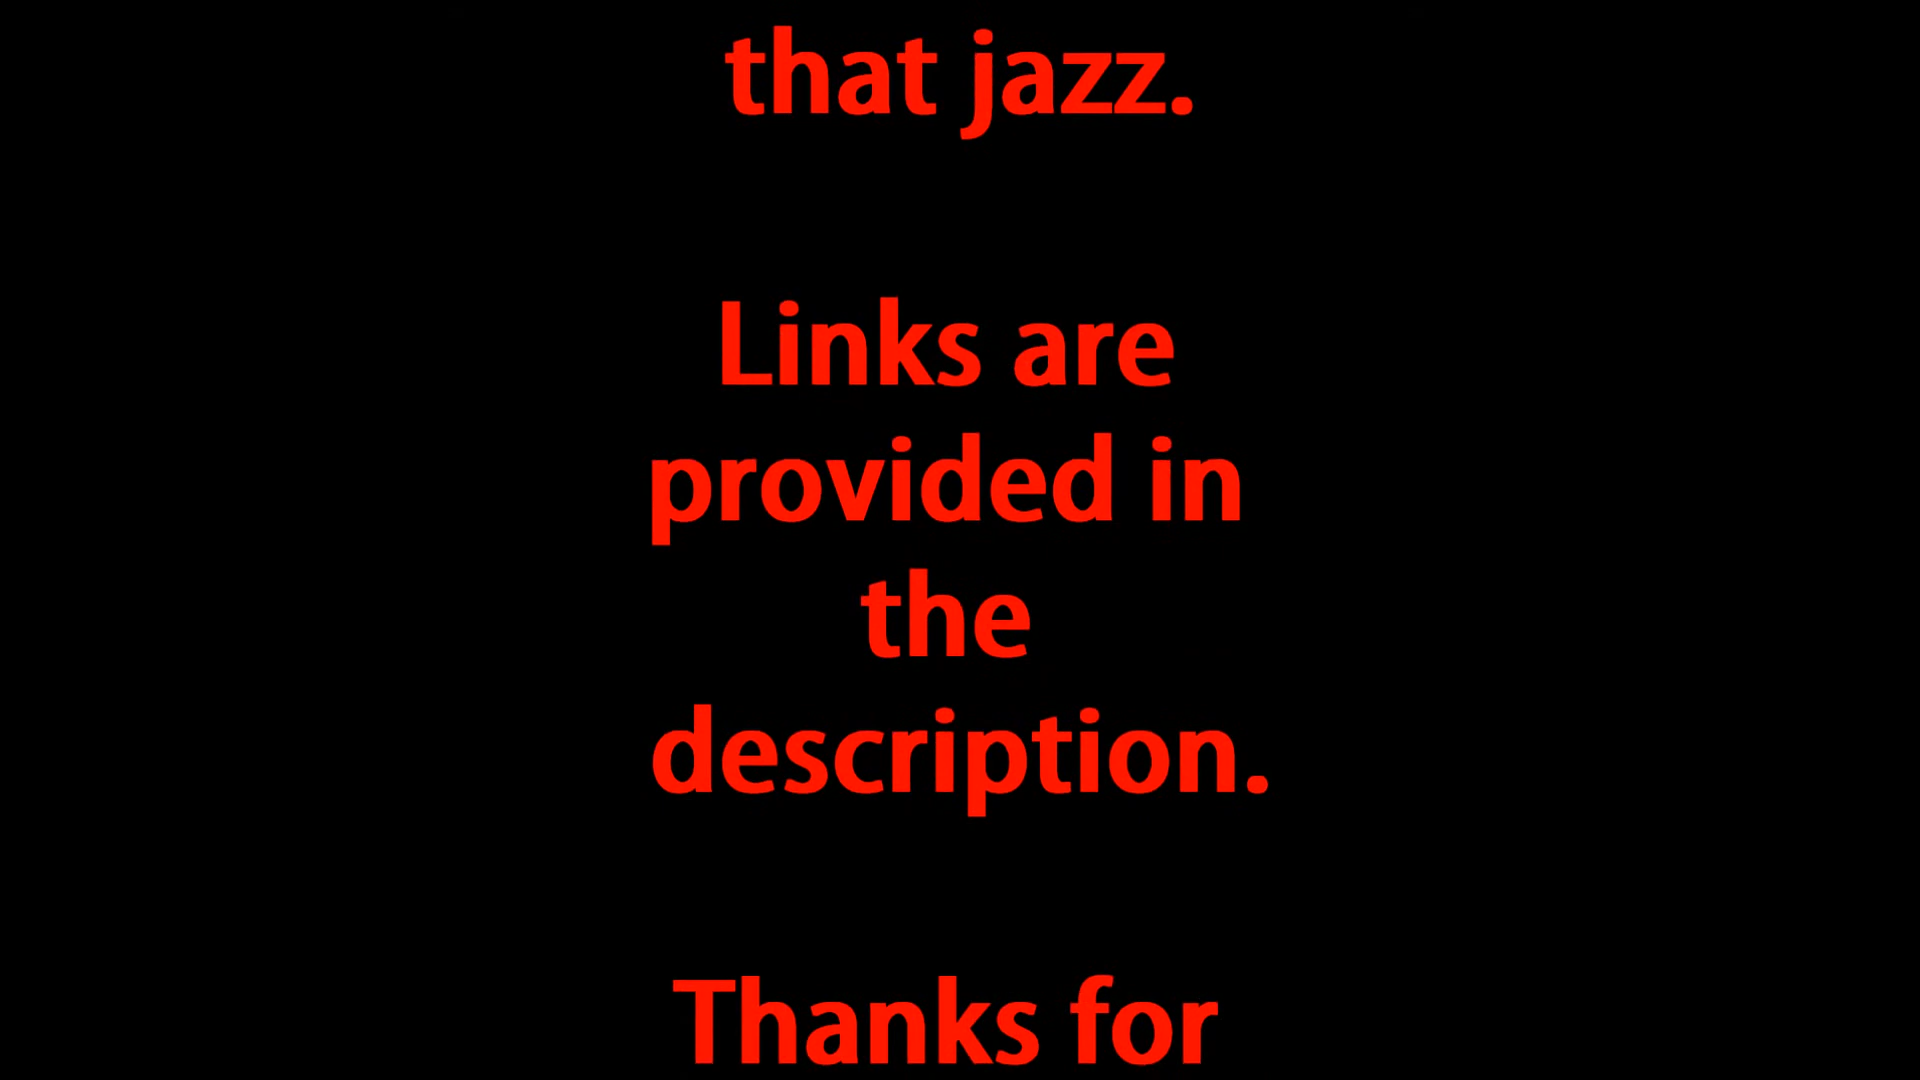 that jazz.
Links are
provided in
the
description.
Thanks for